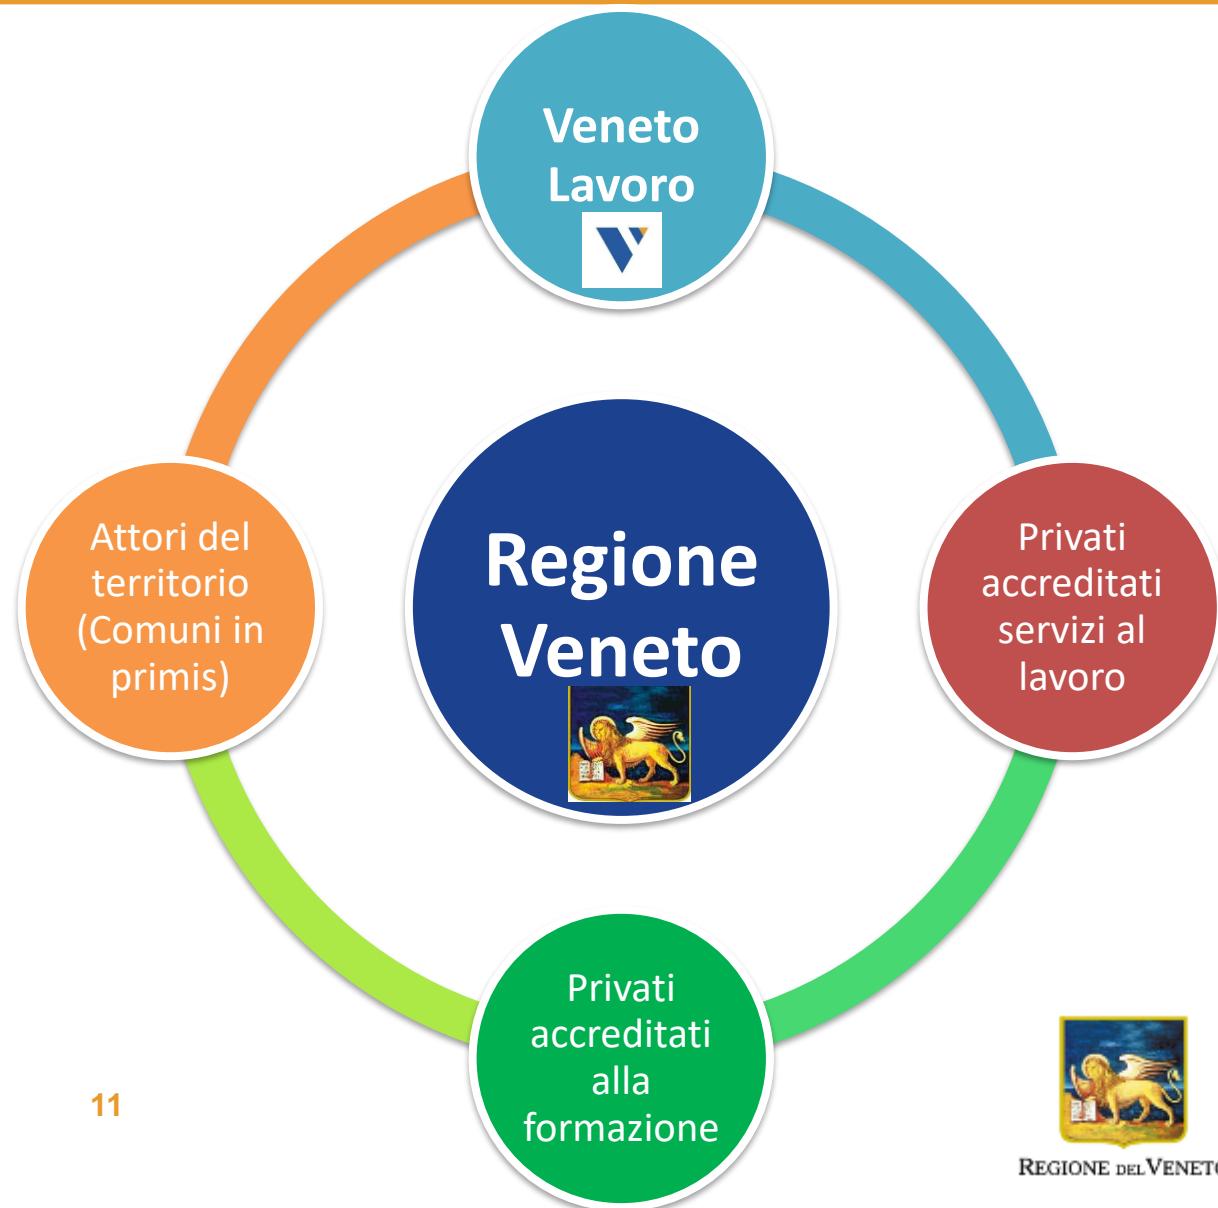 Veneto
Lavoro
Regione
Veneto
Attori del
territorio
(Comuni in
primis)
Privati
accreditati
servizi al
lavoro
Privati
accreditati
alla
formazione
11
REGIONE DEL VENETO